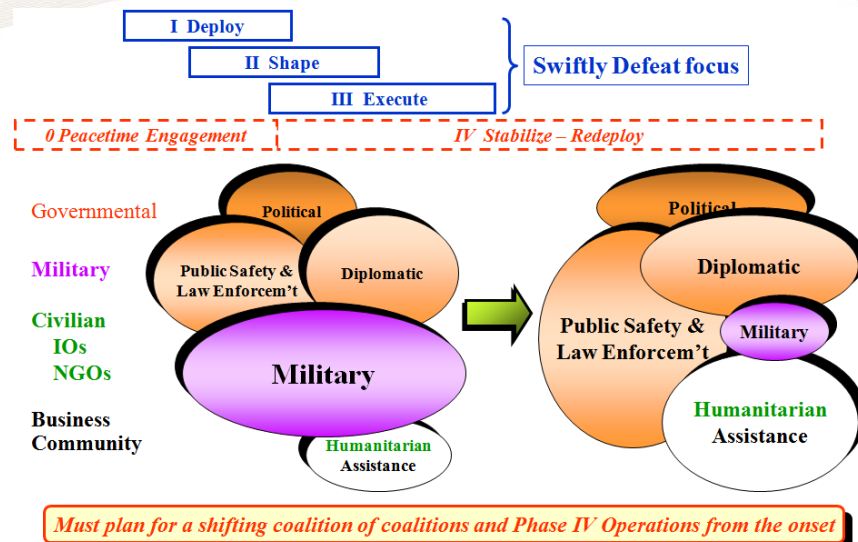 I Deploy
II Shape
III Execute
Swiftly Defeat focus
0 Peacetime Engagement
IV Stabilize – Redeploy
Governmental
Military
Civilian
IOs
NGOs
Business
Community
Political
Public Safety &
Law Enforcem't
Diplomatic
Military
Humanitarian
Assistance
Political
Diplomatic
Public Safety &
Law Enforcem't
Military
Humanitarian
Assistance
Must plan for a shifting coalition of coalitions and Phase IV Operations from the onset